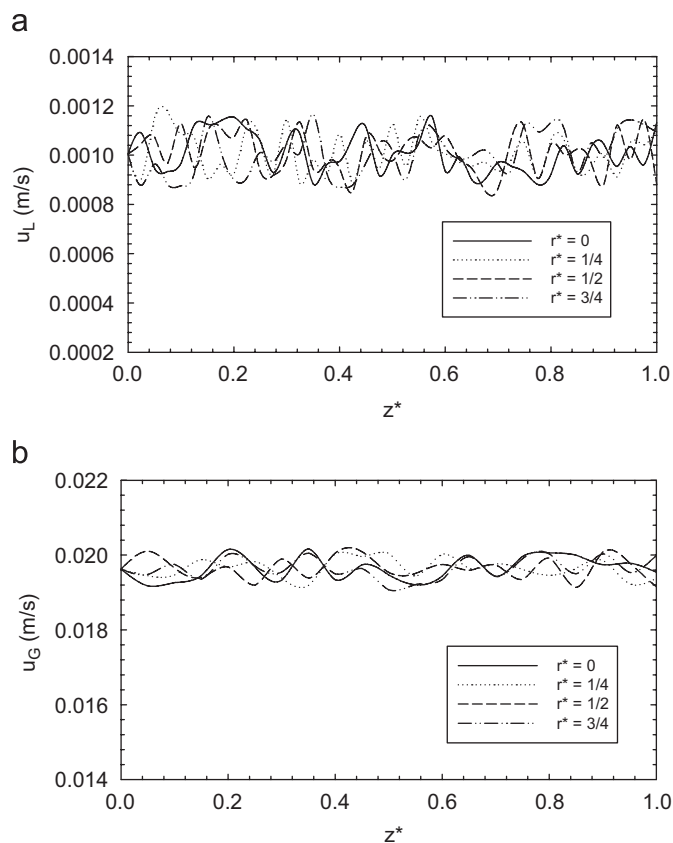 a
0.0014
0.0012
0.0010
0.0008
0.0006
0.0004
0.0002
u_L (m/s)
r* = 0
r* = 1/4
r* = 1/2
r* = 3/4
0.0 0.2 0.4 0.6 0.8 1.0
z*
b
0.022
0.020
0.018
0.016
0.014
u_G (m/s)
r* = 0
r* = 1/4
r* = 1/2
r* = 3/4
0.0 0.2 0.4 0.6 0.8 1.0
z*